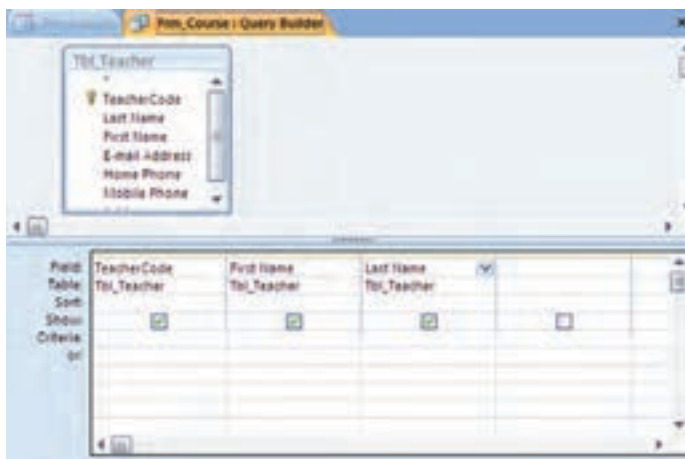 Frm_Course : Query Builder
Tbl_Teacher
*
TeacherCode
Last Name
First Name
E-mail Address
Home Phone
Mobile Phone
Field: TeacherCode First Name Last Name
Table: Tbl_Teacher Tbl_Teacher Tbl_Teacher
Sort:
Show:
Criteria:
or: